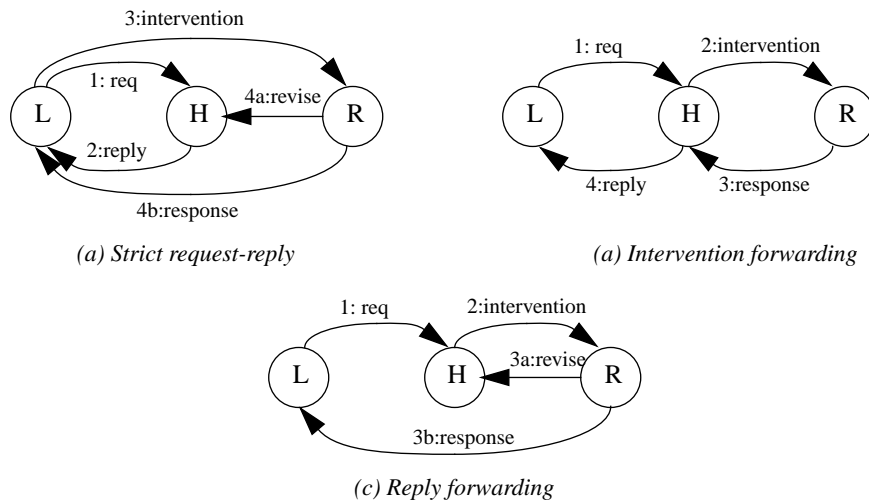 3:intervention
1: req
L
H
4a:revise
R
2:reply
4b:response
(a) Strict request-reply
1: req
2:intervention
L
H
R
4:reply
3:response
(a) Intervention forwarding
1: req
2:intervention
L
H
3a:revise
R
3b:response
(c) Reply forwarding